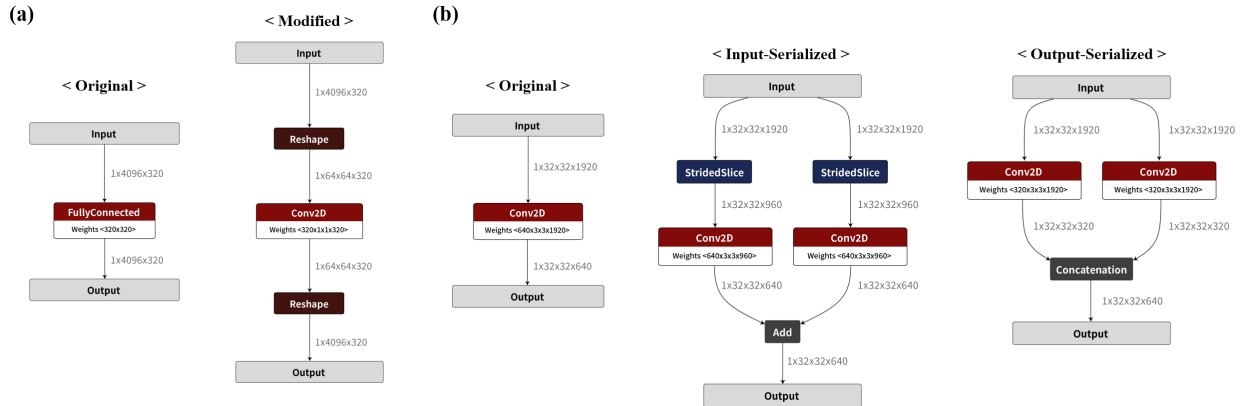 (a)
< Original >
Input
1x4096x320
FullyConnected
Weights <320x320>
1x4096x320
Output
< Modified >
Input
1x4096x320
Reshape
1x64x64x320
Conv2D
Weights <320x1x1x320>
1x64x64x320
Reshape
1x4096x320
Output
(b)
< Original >
Input
1x32x32x1920
Conv2D
Weights <640x3x3x1920>
1x32x32x640
Output
< Input-Serialized >
Input
1x32x32x1920 1x32x32x1920
StridedSlice StridedSlice
1x32x32x960 1x32x32x960
Conv2D Conv2D
Weights <640x3x3x960> Weights <640x3x3x960>
1x32x32x640 1x32x32x640
Add
1x32x32x640
Output
< Output-Serialized >
Input
1x32x32x1920 1x32x32x1920
Conv2D Conv2D
Weights <320x3x3x1920> Weights <320x3x3x1920>
1x32x32x320 1x32x32x320
Concatenation
1x32x32x640
Output